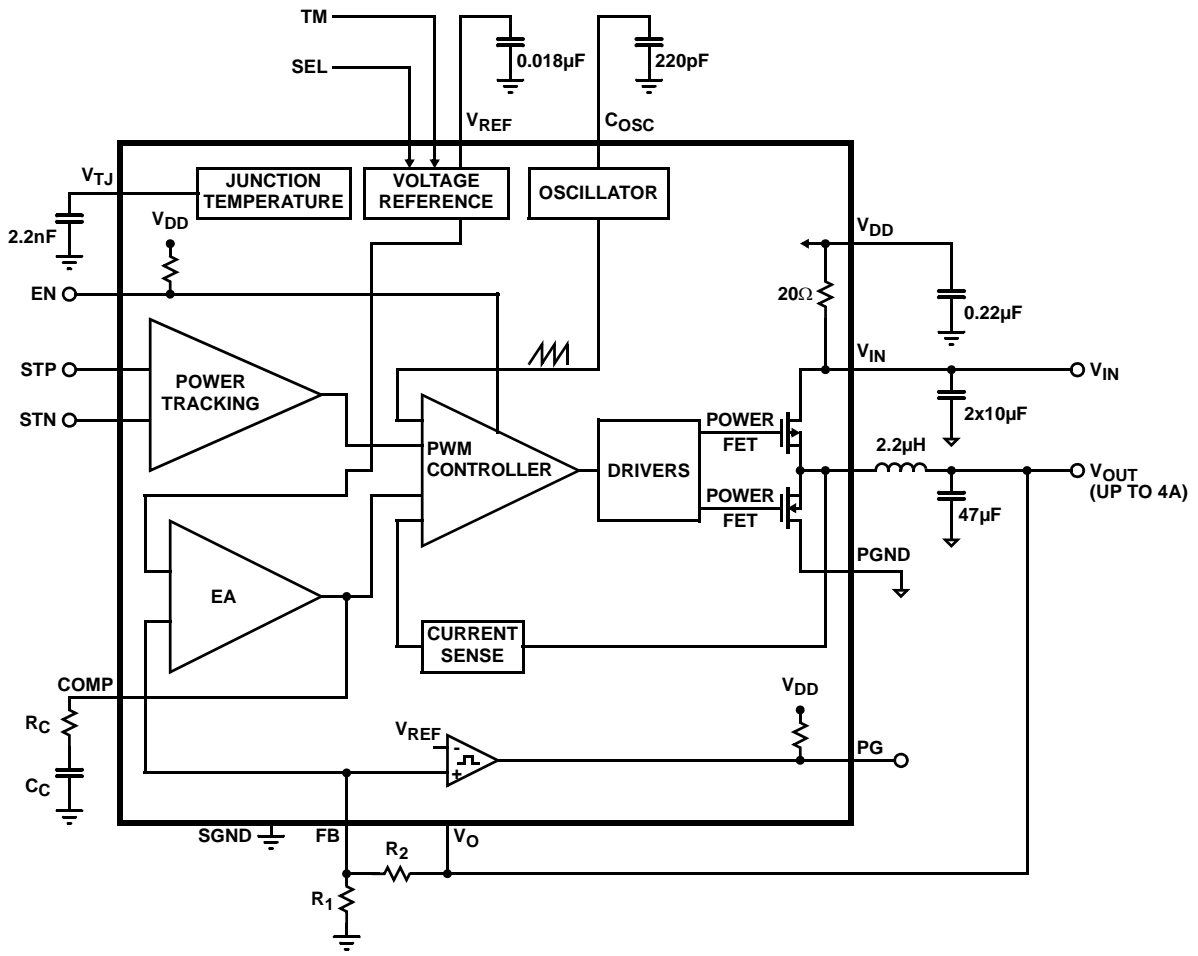 TM
SEL
0.018µF
220pF
VREF
COSC
VTJ
JUNCTION
TEMPERATURE
VOLTAGE
REFERENCE
OSCILLATOR
2.2nF
VDD
VDD
EN
20Ω
0.22µF
STP
STN
POWER
TRACKING
VIN
VIN
2x10µF
PWM
CONTROLLER
DRIVERS
POWER
FET
POWER
FET
2.2µH
VOUT
(UP TO 4A)
47µF
PGND
EA
CURRENT
SENSE
COMP
RC
CC
VREF
-
+
VDD
PG
SGND
FB
VO
R2
R1